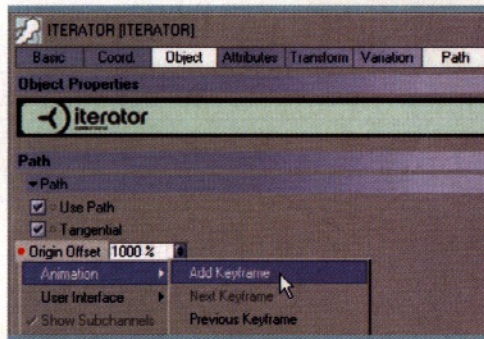 ITERATOR [ITERATOR]
Basic Coord. Object Attributes Transform Variation Path
Object Properties
iterator
Path
Path
Use Path
Tangential
Origin Offset 1000 %
Animation Add Keyframe
User Interface Next Keyframe
Show Subchannels Previous Keyframe